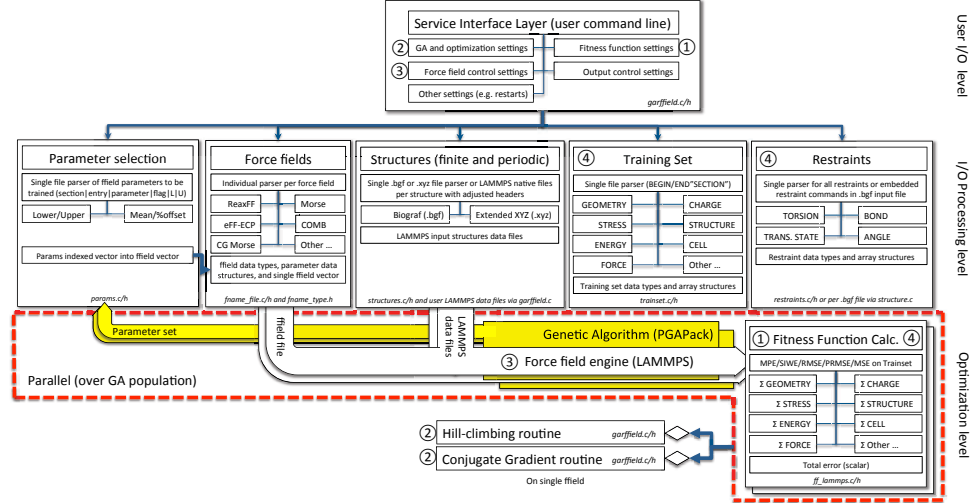 Service Interface Layer (user command line)
② GA and optimization settings
Fitness function settings ①
③ Force field control settings
Output control settings
Other settings (e.g. restarts)
garffield.c/h
User I/O level
Parameter selection
Single file parser of ffield parameters to be
trained (section|entry|parameter|flag|L|U)
Lower/Upper
Mean/%offset
Params indexed vector into ffield vector
params.c/h
Force fields
Individual parser per force field
ReaxFF
Morse
eFF-ECP
COMB
CG Morse
Other ...
ffield data types, parameter data
structures, and single ffield vector
fname_file.c/h and fname_type.h
Structures (finite and periodic)
Single .bgf or .xyz file parser or LAMMPS native files
per structure with adjusted headers
Biograf (.bgf)
Extended XYZ (.xyz)
LAMMPS input structures data files
structures.c/h and user LAMMPS data files via garffield.c
④ Training Set
Single file parser (BEGIN/END"SECTION")
GEOMETRY
CHARGE
STRESS
STRUCTURE
ENERGY
CELL
FORCE
Other ...
Training set data types and array structures
trainset.c/h
④ Restraints
Single parser for all restraints or embedded
restraint commands in .bgf input file
TORSION
BOND
TRANS. STATE
ANGLE
Restraint data types and array structures
restraints.c/h or per .bgf file via structure.c
I/O Processing level
Parameter set
ffield file
LAMMPS
data files
Genetic Algorithm (PGAPack)
③ Force field engine (LAMMPS)
Parallel (over GA population)
① Fitness Function Calc. ④
MPE/SIWE/RMSE/PRMSE/MSE on Trainset
Σ GEOMETRY
Σ CHARGE
Σ STRESS
Σ STRUCTURE
Σ ENERGY
Σ CELL
Σ FORCE
Σ Other ...
Total error (scalar)
ff_lammps.c/h
Optimization level
② Hill-climbing routine garffield.c/h
② Conjugate Gradient routine garffield.c/h
On single ffield